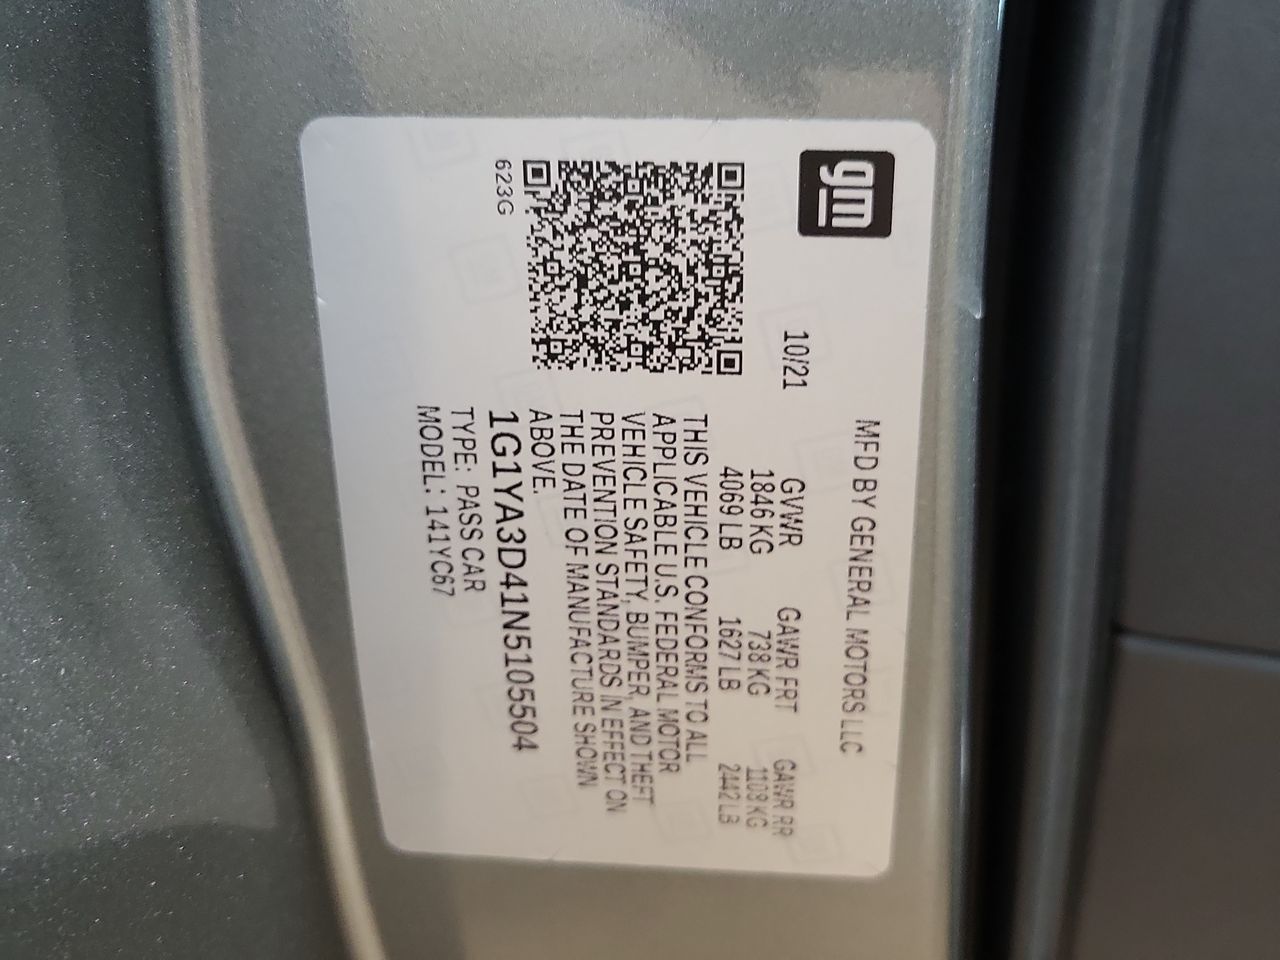 gm
MFD BY GENERAL MOTORS LLC
10/21
GVWR GAWR FRT GAWR RR
1846 KG 738 KG 1108 KG
4069 LB 1627 LB 2442 LB
THIS VEHICLE CONFORMS TO ALL
APPLICABLE U.S. FEDERAL MOTOR
VEHICLE SAFETY, BUMPER, AND THEFT
PREVENTION STANDARDS IN EFFECT ON
THE DATE OF MANUFACTURE SHOWN
ABOVE.
1G1YA3D41N5105504
TYPE: PASS CAR
MODEL: 141YC67
623G